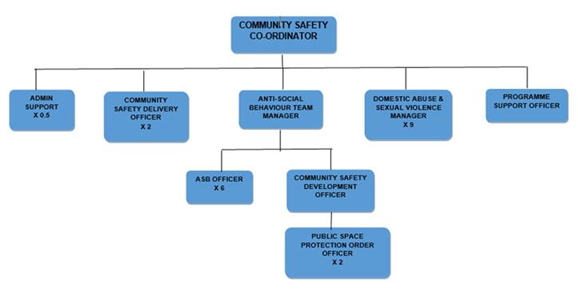 COMMUNITY SAFETY
CO-ORDINATOR
ADMIN
SUPPORT
X 0.5
COMMUNITY
SAFETY DELIVERY
OFFICER
X 2
ANTI-SOCIAL
BEHAVIOUR TEAM
MANAGER
DOMESTIC ABUSE &
SEXUAL VIOLENCE
MANAGER
X 9
PROGRAMME
SUPPORT OFFICER
ASB OFFICER
X 6
COMMUNITY SAFETY
DEVELOPMENT
OFFICER
PUBLIC SPACE
PROTECTION ORDER
OFFICER
X 2